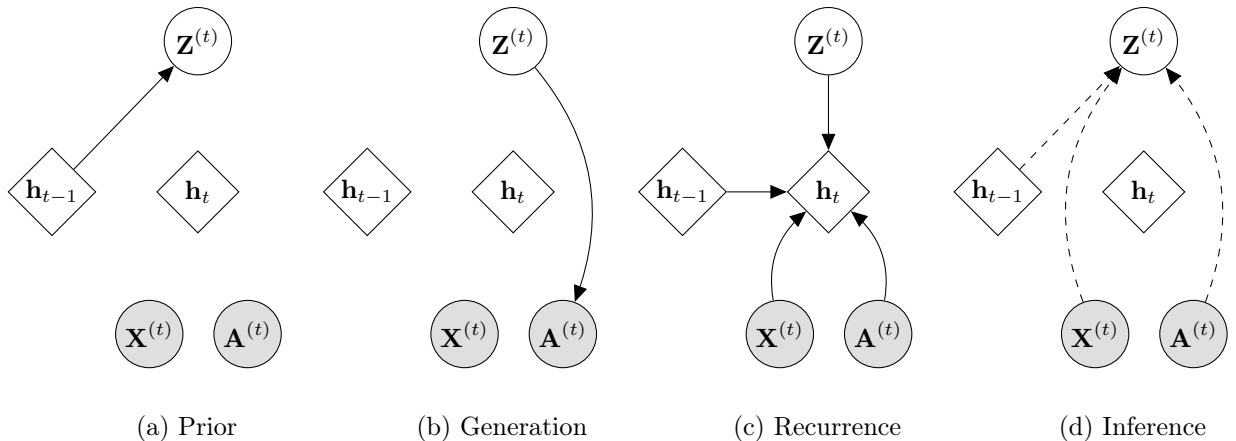 Z^{(t)} Z^{(t)} Z^{(t)} Z^{(t)}
h_{t−1} h_t h_{t−1} h_t h_{t−1} h_t h_{t−1} h_t
X^{(t)} A^{(t)} X^{(t)} A^{(t)} X^{(t)} A^{(t)} X^{(t)} A^{(t)}
(a) Prior (b) Generation (c) Recurrence (d) Inference